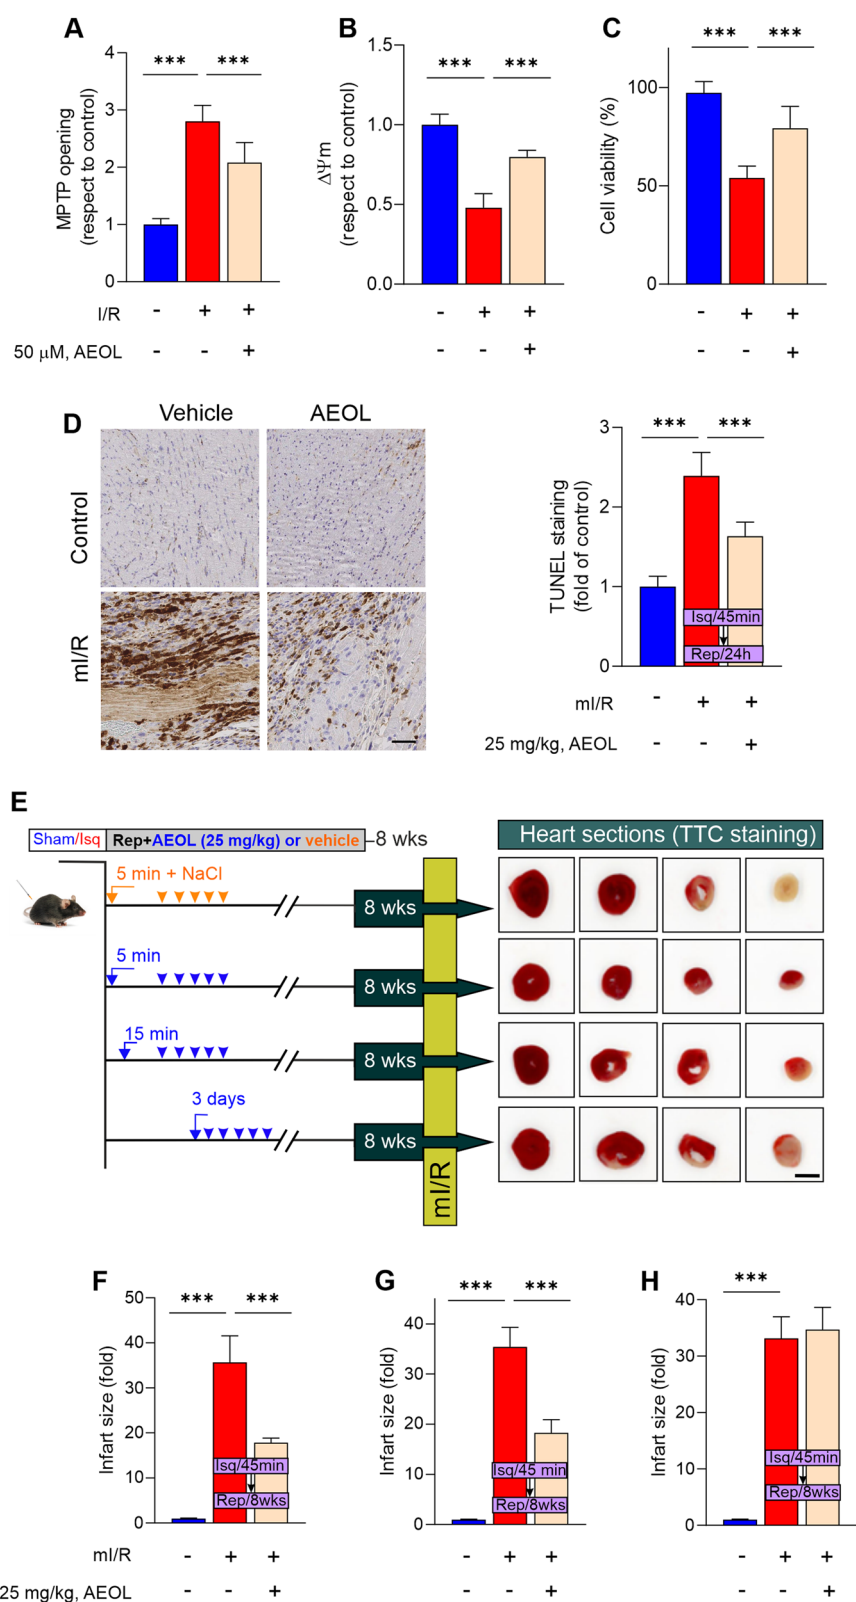 A
MPTP opening
(respect to control)
4
3
2
1
0
*** ***
I/R - + +
50 μM, AEOL - - +
B
ΔΨm
(respect to control)
1.5
1.0
0.5
0.0
*** ***
- + +
- - +
C
Cell viability (%)
100
50
0
*** ***
- + +
- - +
D
Vehicle AEOL
Control
mI/R
TUNEL staining
(fold of control)
3
2
1
0
*** ***
Isq/45min
Rep/24h
mI/R - + +
25 mg/kg, AEOL - - +
E
Sham/Isq Rep+AEOL (25 mg/kg) or vehicle 8 wks
Heart sections (TTC staining)
5 min + NaCl
8 wks
5 min
8 wks
15 min
8 wks
3 days
8 wks
mI/R
F
Infart size (fold)
50
40
30
20
10
0
*** ***
Isq/45min
Rep/8wks
mI/R - + +
25 mg/kg, AEOL - - +
G
Infart size (fold)
40
30
20
10
0
*** ***
Isq/45 min
Rep/8wks
- + +
- - +
H
Infart size (fold)
40
30
20
10
0
***
Isq/45min
Rep/8wks
- + +
- - +